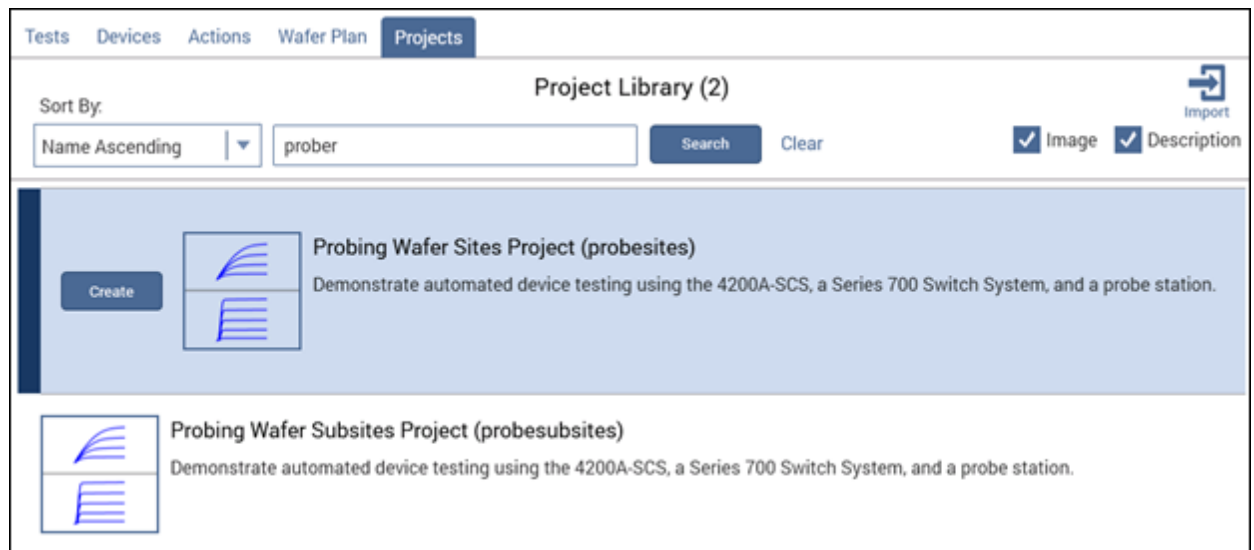 Tests Devices Actions Wafer Plan Projects
Project Library (2)
Import
Sort By:
Name Ascending prober Search Clear Image Description
Probing Wafer Sites Project (probesites)
Create
Demonstrate automated device testing using the 4200A-SCS, a Series 700 Switch System, and a probe station.
Probing Wafer Subsites Project (probesubsites)
Demonstrate automated device testing using the 4200A-SCS, a Series 700 Switch System, and a probe station.